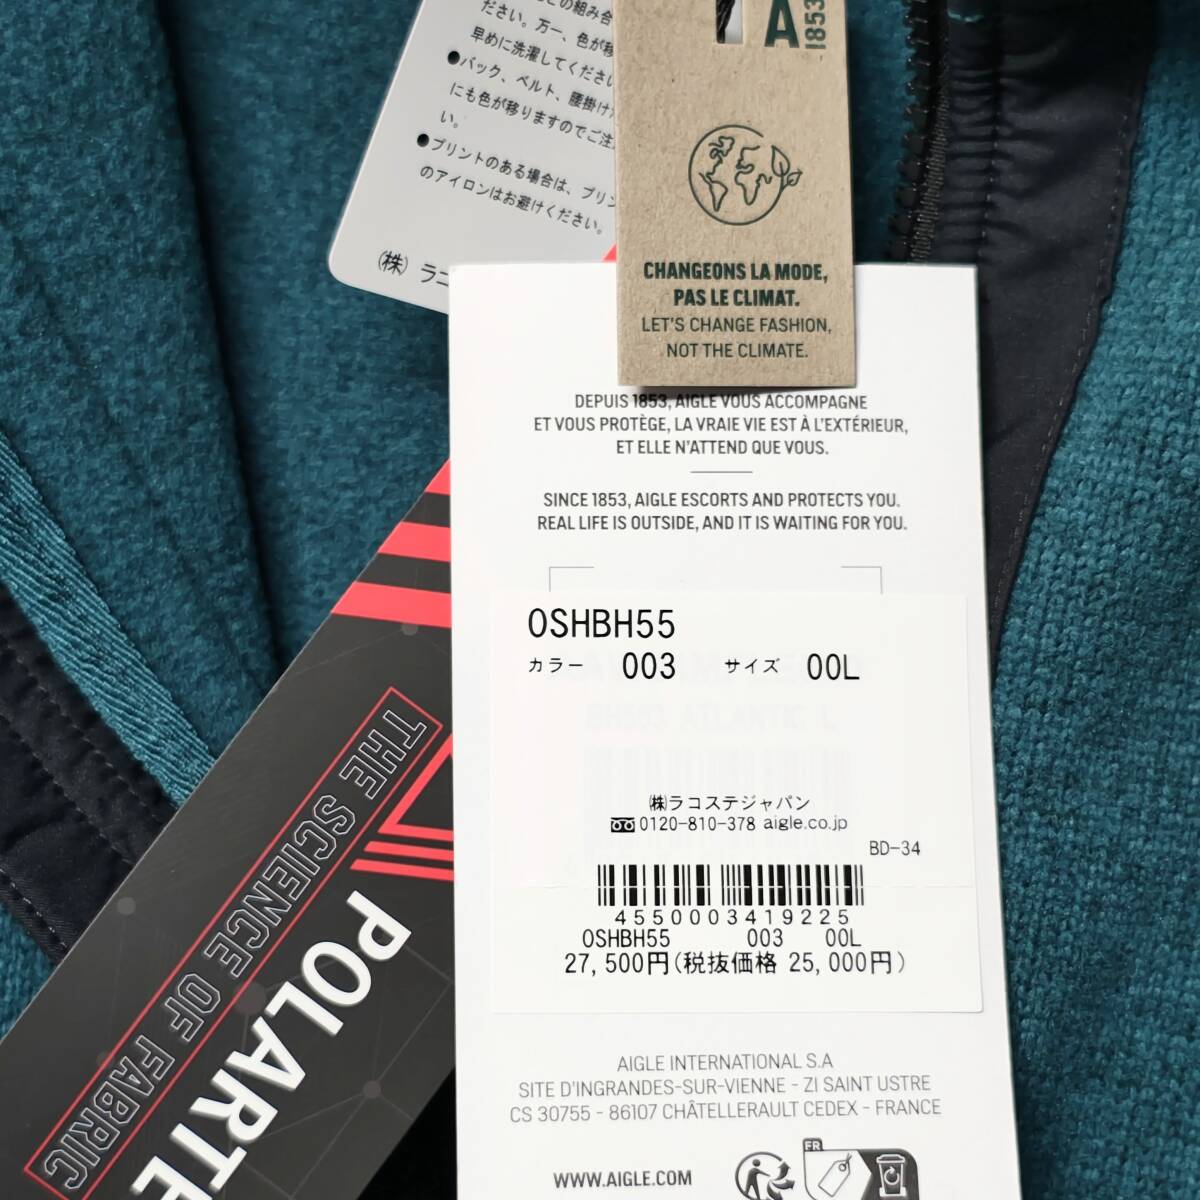 の組み合
ださい。万一、色が移
早めに洗濯してください
●バック、ベルト、腰掛け
にも色が移りますのでご注
い。
●プリントのある場合は、プリン
のアイロンはお避けください。
(株) ラコ
A
1853
CHANGEONS LA MODE,
PAS LE CLIMAT.
LET'S CHANGE FASHION,
NOT THE CLIMATE.
DEPUIS 1853, AIGLE VOUS ACCOMPAGNE
ET VOUS PROTÈGE, LA VRAIE VIE EST À L'EXTÉRIEUR,
ET ELLE N'ATTEND QUE VOUS.
SINCE 1853, AIGLE ESCORTS AND PROTECTS YOU.
REAL LIFE IS OUTSIDE, AND IT IS WAITING FOR YOU.
0SHBH55
カラー 003 サイズ 00L
㈱ラコステジャパン
0120-810-378 aigle.co.jp
BD-34
4550003419225
0SHBH55 003 00L
27,500円(税抜価格 25,000円)
AIGLE INTERNATIONAL S.A
SITE D'INGRANDES-SUR-VIENNE - ZI SAINT USTRE
CS 30755 - 86107 CHÂTELLERAULT CEDEX - FRANCE
WWW.AIGLE.COM
FR
THE SCIENCE OF FABRIC
POLARTE